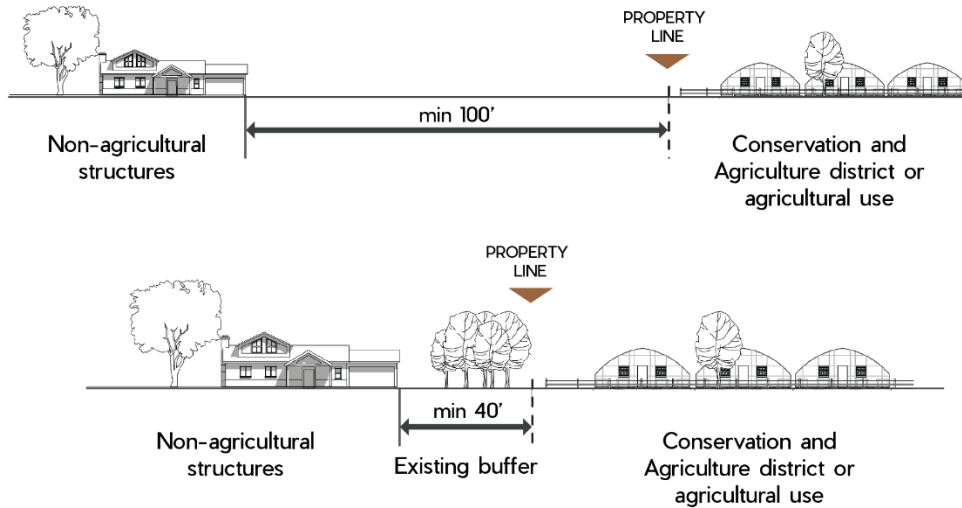 PROPERTY
LINE
min 100'
Non-agricultural
structures
Conservation and
Agriculture district or
agricultural use
PROPERTY
LINE
min 40'
Non-agricultural
structures
Existing buffer
Conservation and
Agriculture district or
agricultural use